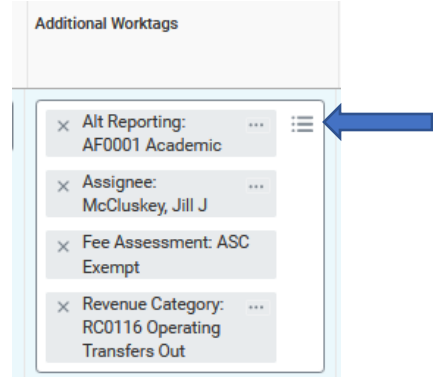 Additional Worktags
Alt Reporting:
AF0001 Academic
Assignee:
McCluskey, Jill J
Fee Assessment: ASC
Exempt
Revenue Category:
RC0116 Operating
Transfers Out